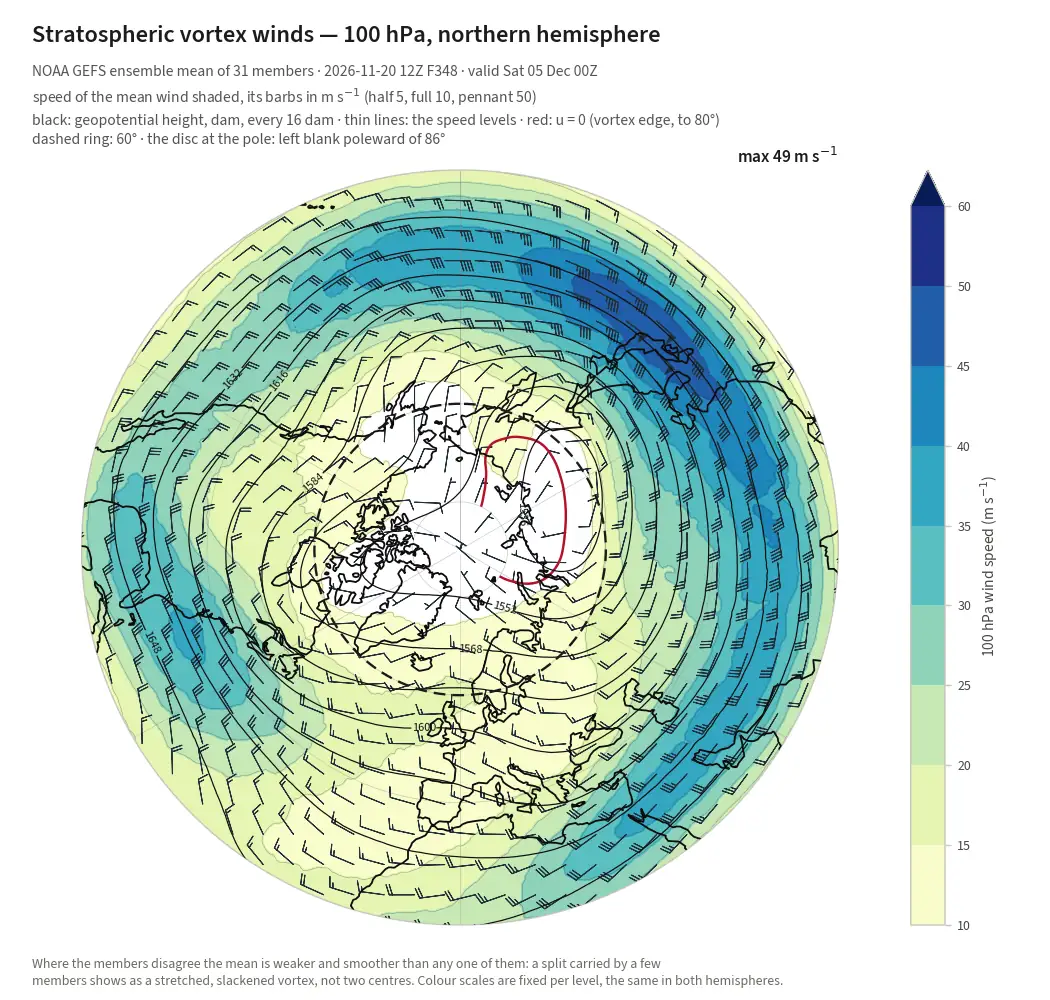 Stratospheric vortex winds — 100 hPa, northern hemisphere
NOAA GEFS ensemble mean of 31 members · 2026-11-20 12Z F348 · valid Sat 05 Dec 00Z
speed of the mean wind shaded, its barbs in m s⁻¹ (half 5, full 10, pennant 50)
black: geopotential height, dam, every 16 dam · thin lines: the speed levels · red: u = 0 (vortex edge, to 80°)
dashed ring: 60° · the disc at the pole: left blank poleward of 86°
max 49 m s⁻¹
60
50
45
40
35
30
25
20
15
10
100 hPa wind speed (m s⁻¹)
1632
1616
1584
1552
1568
1648
1600
Where the members disagree the mean is weaker and smoother than any one of them: a split carried by a few
members shows as a stretched, slackened vortex, not two centres. Colour scales are fixed per level, the same in both hemispheres.